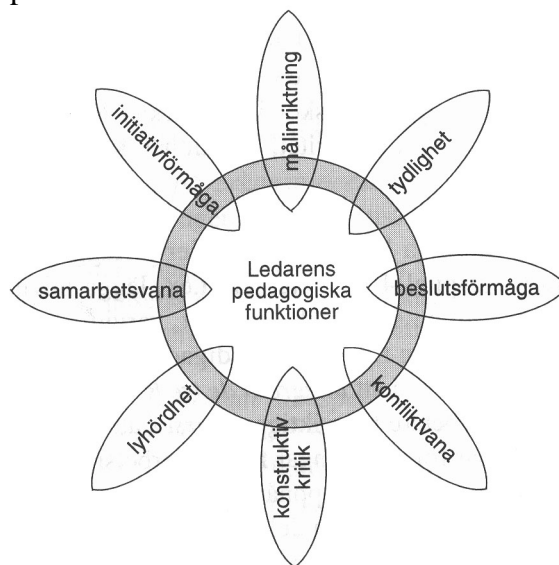 målinriktning
tydlighet
beslutsförmåga
konfliktvana
konstruktiv
kritik
lyhördhet
samarbetsvana
initiativförmåga
Ledarens
pedagogiska
funktioner